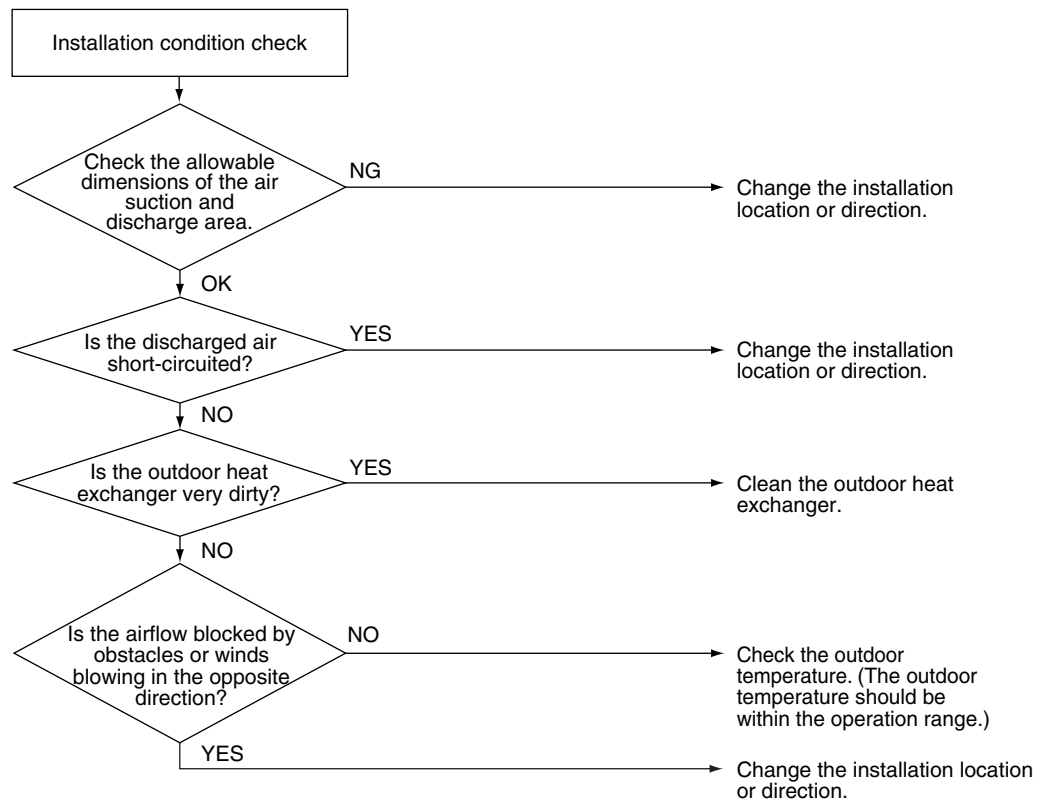 Installation condition check
Check the allowable
dimensions of the air
suction and
discharge area.
NG
Change the installation
location or direction.
OK
Is the discharged air
short-circuited?
YES
Change the installation
location or direction.
NO
Is the outdoor heat
exchanger very dirty?
YES
Clean the outdoor heat
exchanger.
NO
Is the airflow blocked by
obstacles or winds
blowing in the opposite
direction?
NO
Check the outdoor
temperature. (The outdoor
temperature should be
within the operation range.)
YES
Change the installation location
or direction.